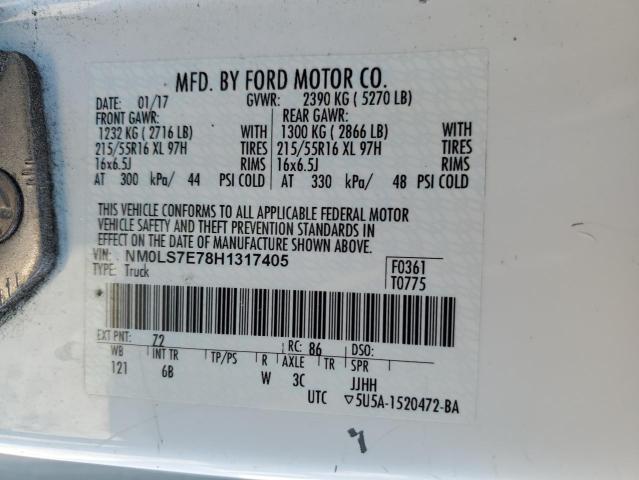 MFD. BY FORD MOTOR CO.
DATE: 01/17 GVWR: 2390 KG ( 5270 LB)
FRONT GAWR: REAR GAWR:
1232 KG ( 2716 LB) WITH 1300 KG ( 2866 LB) WITH
215/55R16 XL 97H TIRES 215/55R16 XL 97H TIRES
16x6.5J RIMS 16x6.5J RIMS
AT 300 kPa/ 44 PSI COLD AT 330 kPa/ 48 PSI COLD
THIS VEHICLE CONFORMS TO ALL APPLICABLE FEDERAL MOTOR
VEHICLE SAFETY AND THEFT PREVENTION STANDARDS IN
EFFECT ON THE DATE OF MANUFACTURE SHOWN ABOVE.
VIN: NM0LS7E78H1317405
TYPE: Truck
F0361
T0775
EXT PNT: Z2 RC: 86 DSO:
WB INT TR TP/PS R AXLE TR SPR
121 6B W 3C JJHH
UTC ▽5U5A-1520472-BA